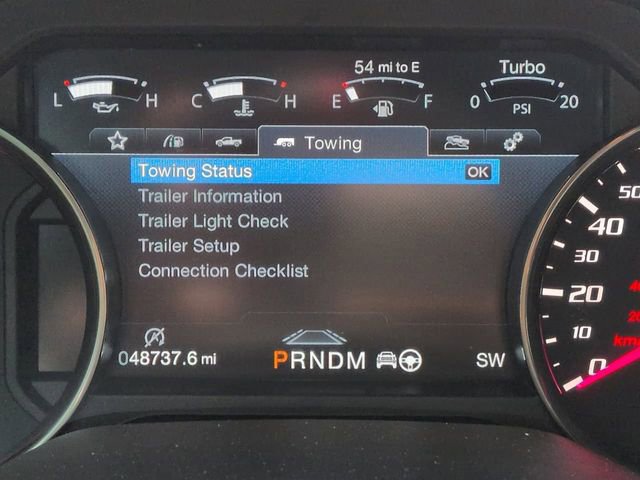 54 mi to E
Turbo
L H
C H
E F
0 PSI 20
Towing
Towing Status OK
Trailer Information
Trailer Light Check
Trailer Setup
Connection Checklist
048737.6 mi
PRNDM
SW
50
40
20
10
0